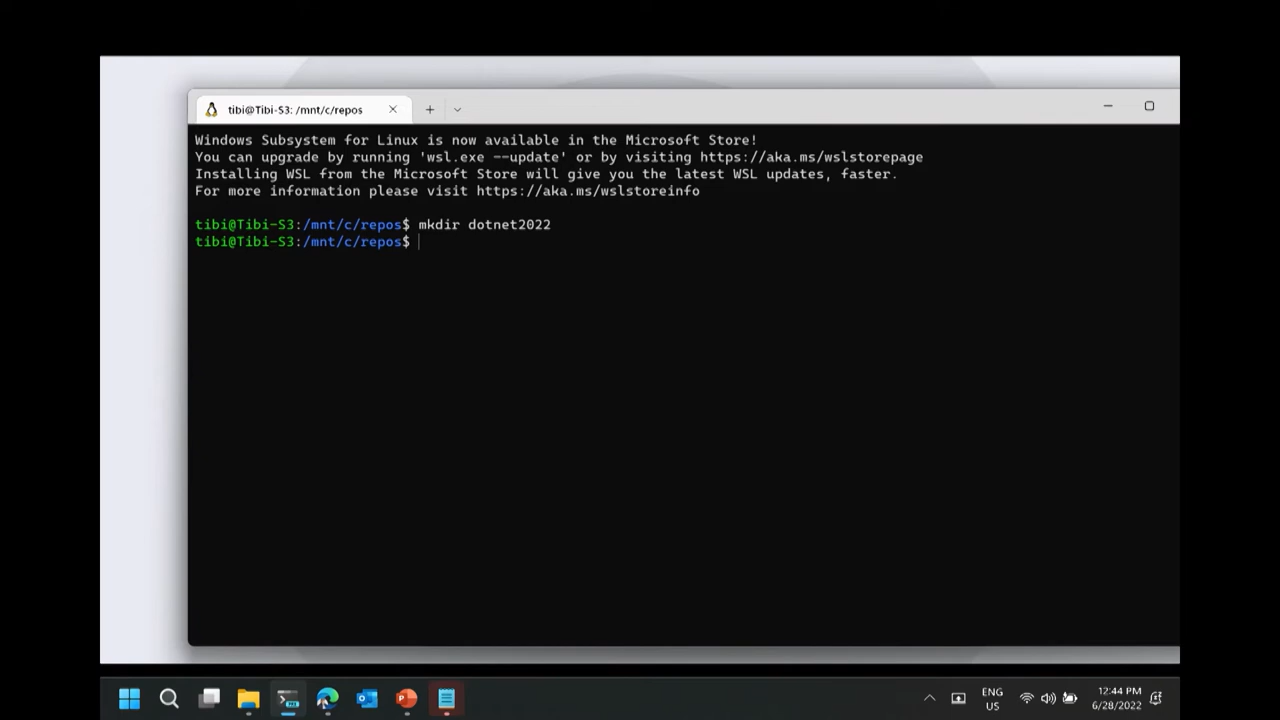 tibi@Tibi-S3: /mnt/c/repos
Windows Subsystem for Linux is now available in the Microsoft Store!
You can upgrade by running 'wsl.exe --update' or by visiting https://aka.ms/wslstorepage
Installing WSL from the Microsoft Store will give you the latest WSL updates, faster.
For more information please visit https://aka.ms/wslstoreinfo
tibi@Tibi-S3:/mnt/c/repos$ mkdir dotnet2022
tibi@Tibi-S3:/mnt/c/repos$
ENG
US
12:44 PM
6/28/2022